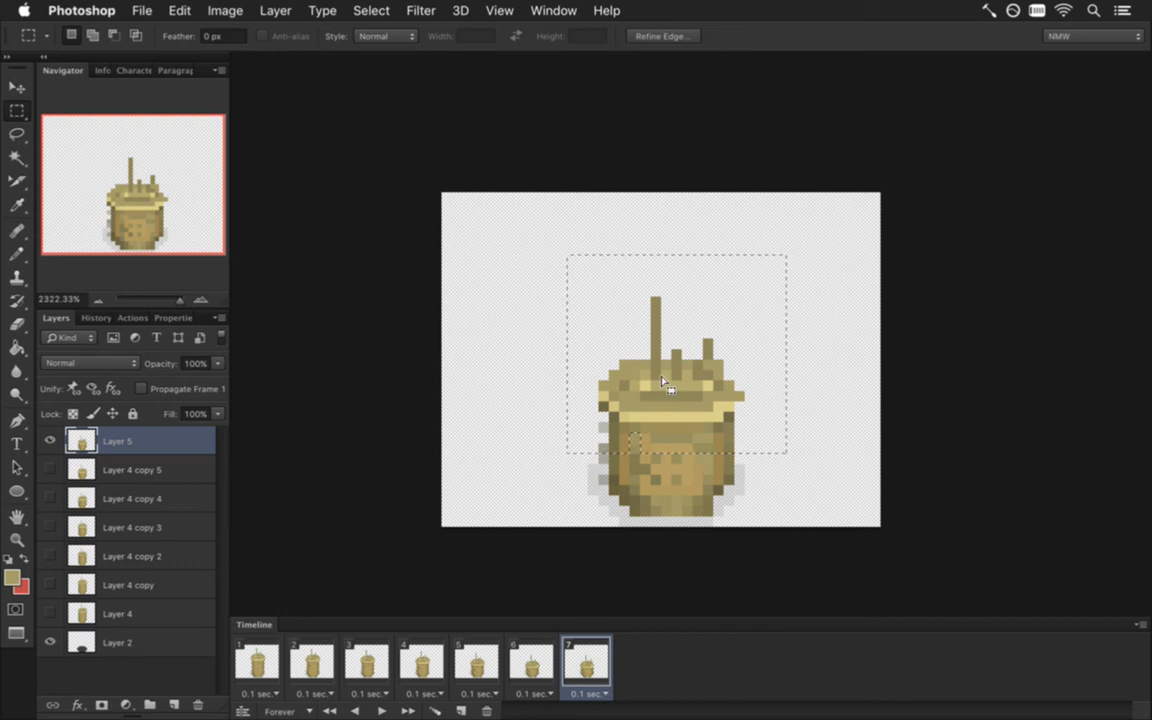 Photoshop File Edit Image Layer Type Select Filter 3D View Window Help
Feather: 0 px Anti-alias Style: Normal Width: Height: Refine Edge... NMW
Navigator Info Characte Paragrap
2322.33%
Layers History Actions Propertie
Kind
Normal Opacity: 100%
Unify: Propagate Frame 1
Lock: Fill: 100%
Layer 5
Layer 4 copy 5
Layer 4 copy 4
Layer 4 copy 3
Layer 4 copy 2
Layer 4 copy
Layer 4
Layer 2
Timeline
1 2 3 4 5 6 7
0.1 sec. 0.1 sec. 0.1 sec. 0.1 sec. 0.1 sec. 0.1 sec. 0.1 sec.
Forever